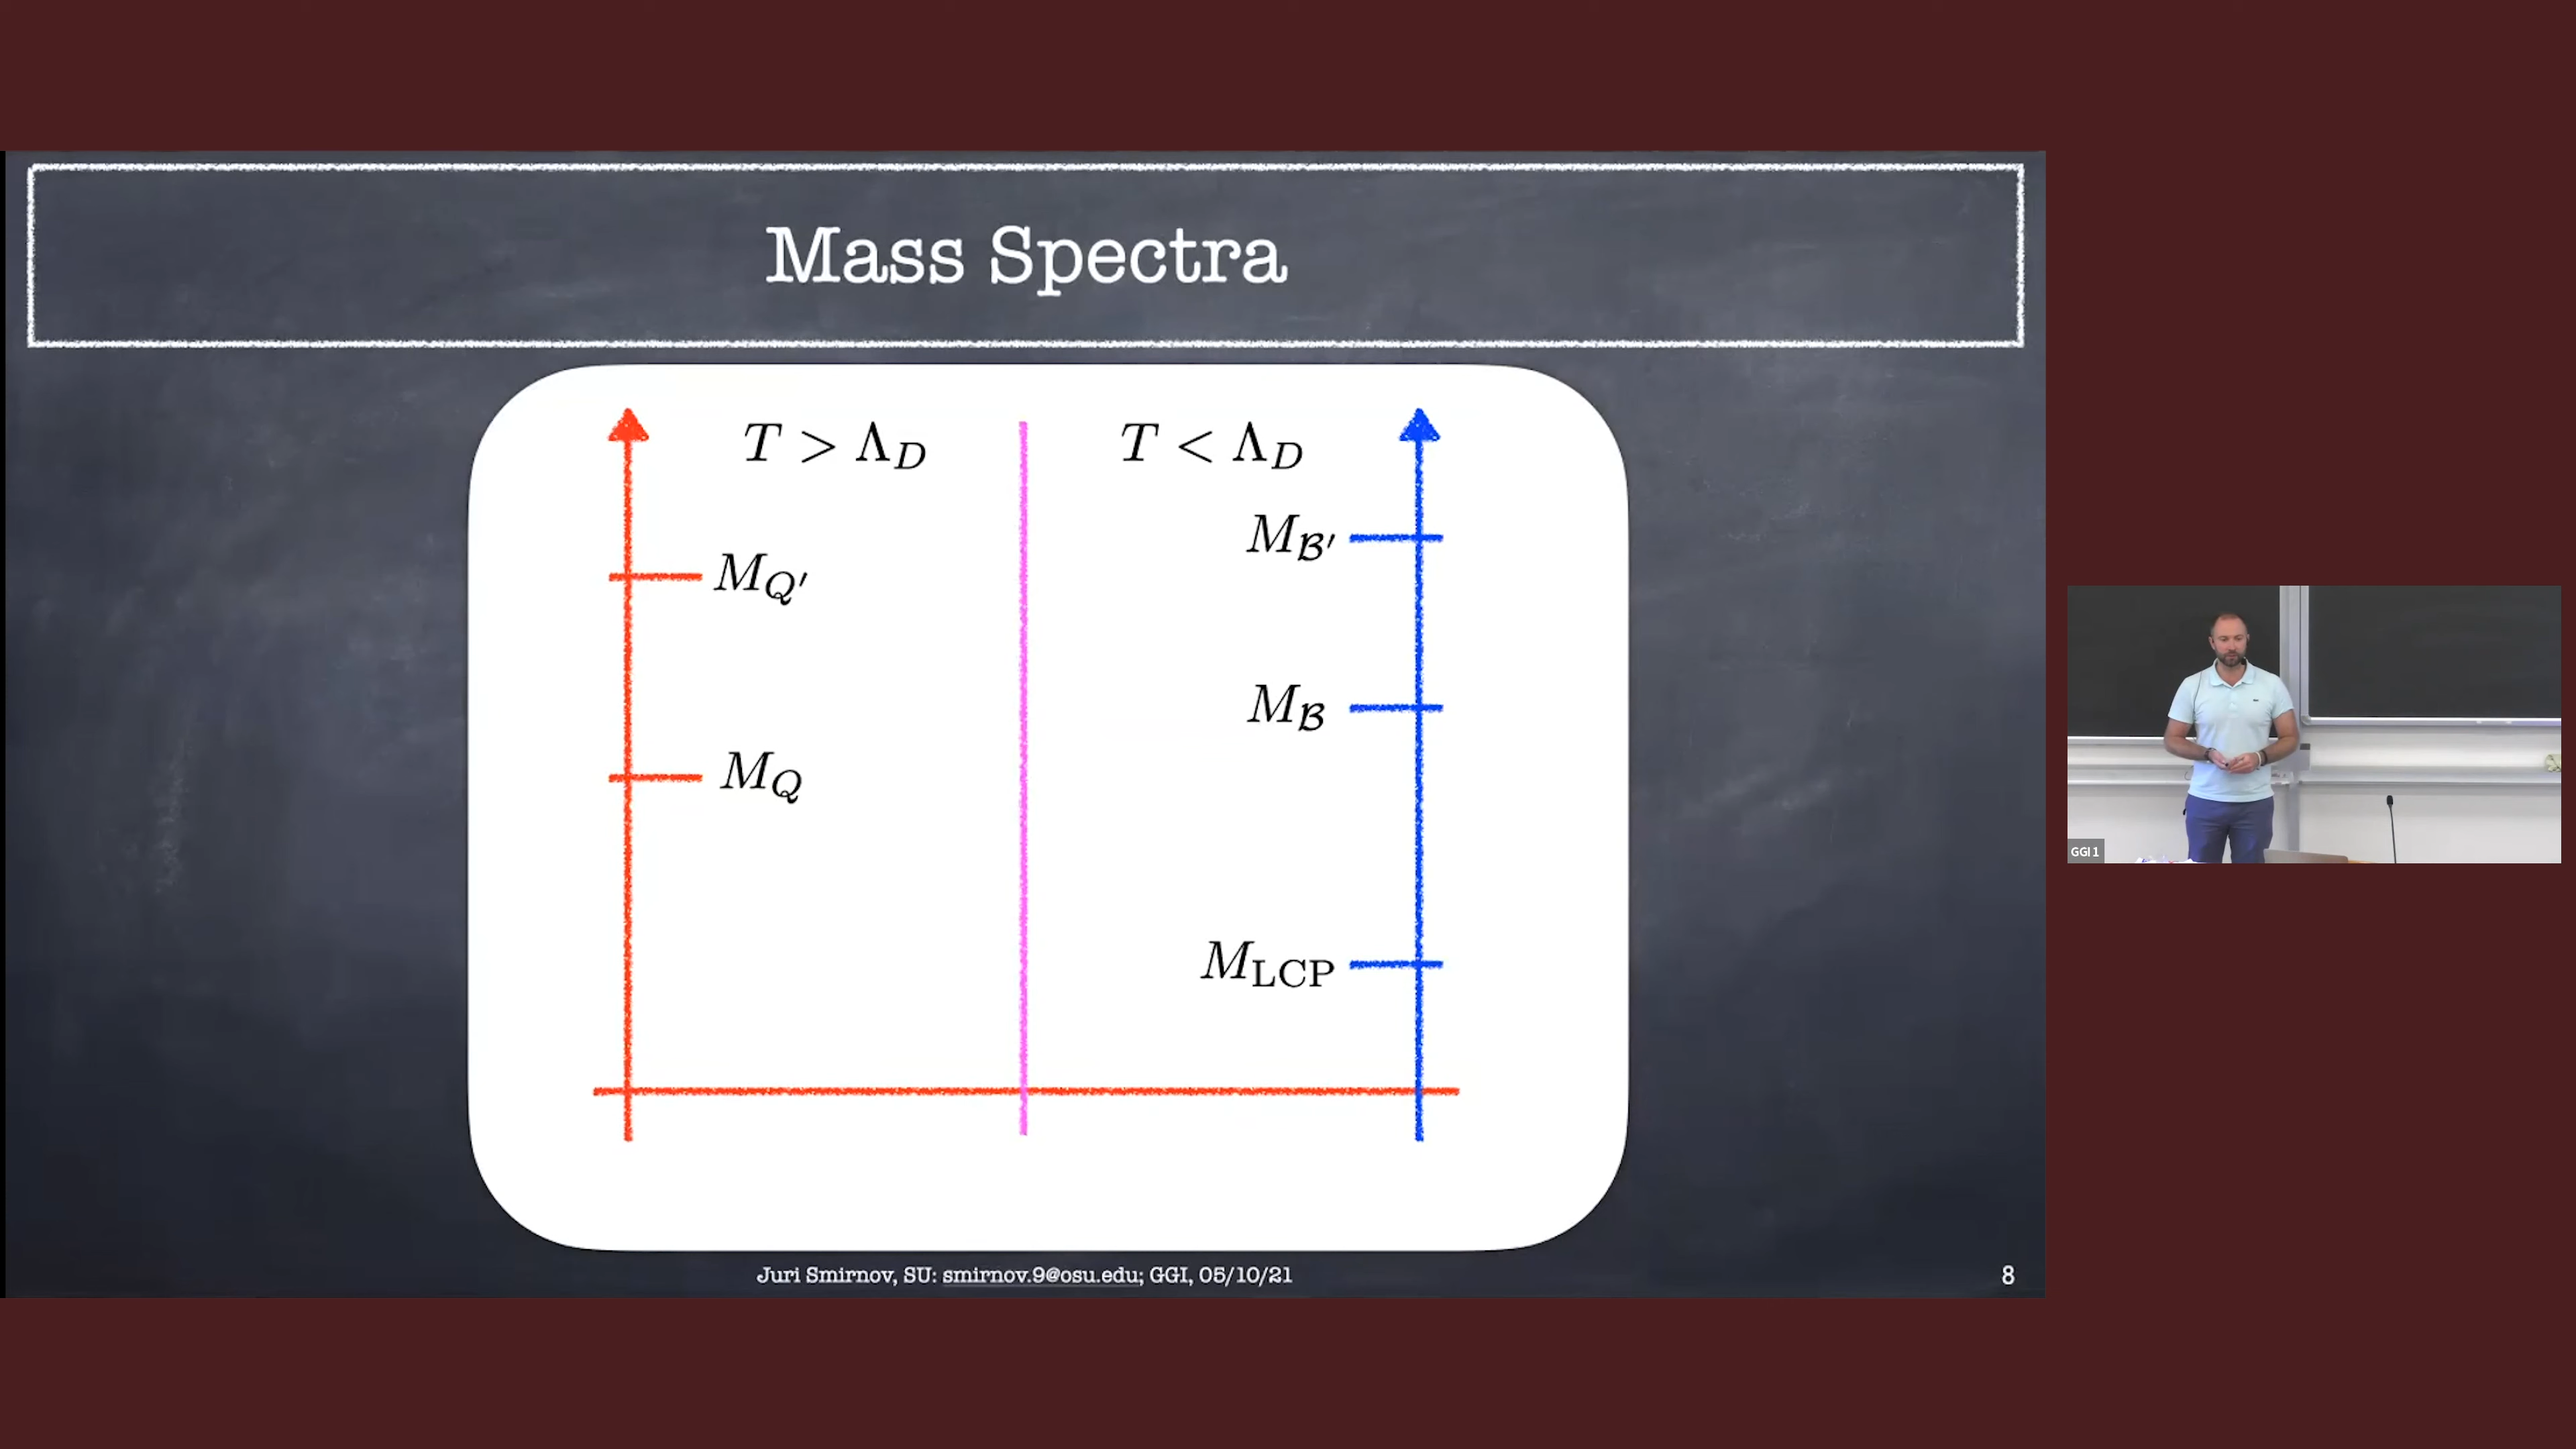 Mass Spectra
T > Λ_D
T < Λ_D
M_ℬ′
M_Q′
M_ℬ
M_Q
M_LCP
Juri Smirnov, SU: smirnov.9@osu.edu; GGI, 05/10/21
8
GGI 1